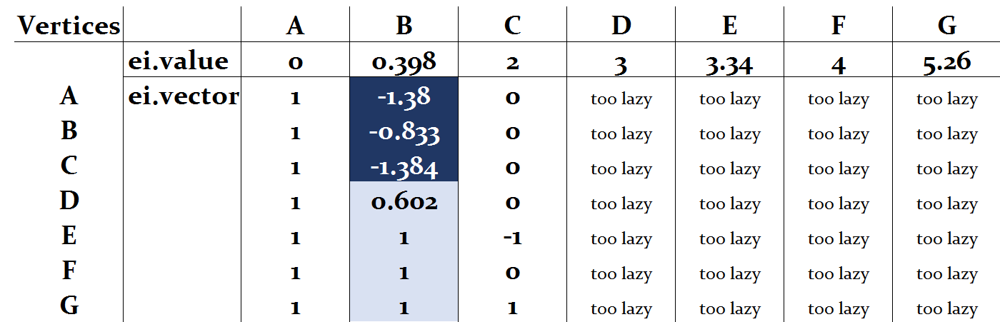 Vertices A B C D E F G
ei.value 0 0.398 2 3 3.34 4 5.26
A ei.vector 1 -1.38 0 too lazy too lazy too lazy too lazy
B 1 -0.833 0 too lazy too lazy too lazy too lazy
C 1 -1.384 0 too lazy too lazy too lazy too lazy
D 1 0.602 0 too lazy too lazy too lazy too lazy
E 1 1 -1 too lazy too lazy too lazy too lazy
F 1 1 0 too lazy too lazy too lazy too lazy
G 1 1 1 too lazy too lazy too lazy too lazy